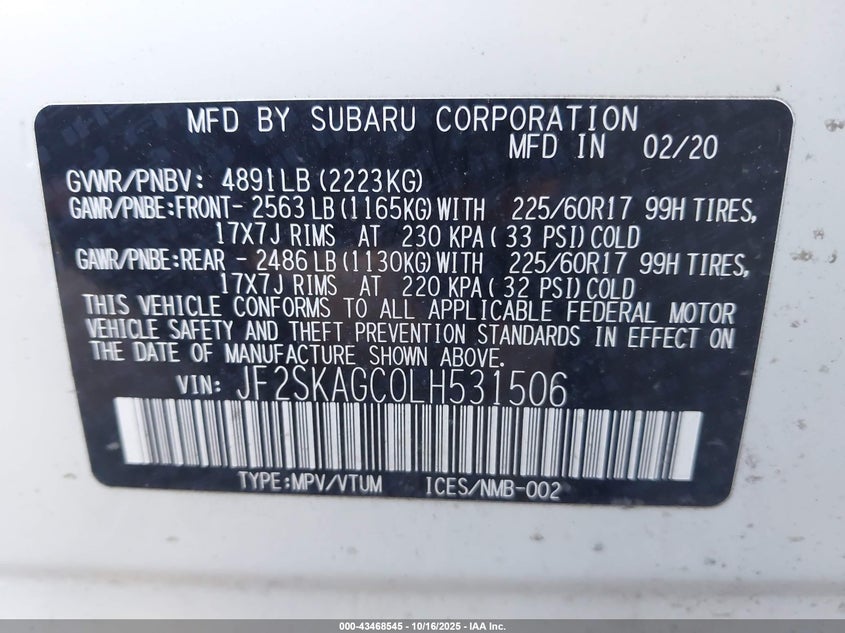 MFD BY SUBARU CORPORATION
MFD IN 02/20
GVWR/PNBV: 4891LB (2223KG)
GAWR/PNBE:FRONT- 2563LB (1165KG) WITH 225/60R17 99H TIRES,
17X7J RIMS AT 230 KPA( 33 PSI) COLD
GAWR/PNBE:REAR - 2486LB (1130KG) WITH 225/60R17 99H TIRES,
17X7J RIMS AT 220 KPA( 32 PSI) COLD
THIS VEHICLE CONFORMS TO ALL APPLICABLE FEDERAL MOTOR
VEHICLE SAFETY AND THEFT PREVENTION STANDARDS IN EFFECT ON
THE DATE OF MANUFACTURE SHOWN ABOVE.
VIN: JF2SKAGC0LH531506
TYPE:MPV/VTUM ICES/NMB-002
000-43468545 - 10/16/2025 - IAA Inc.